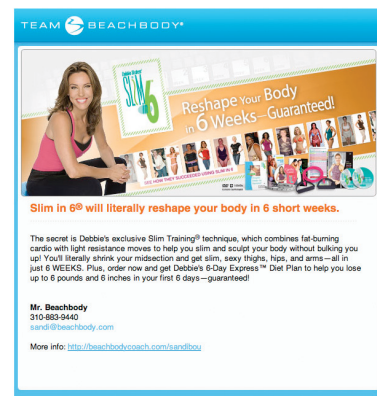 TEAM BEACHBODY®
Debbie Siebers'
SLIM in 6
Reshape Your Body
in 6 Weeks—Guaranteed!
SEE HOW THEY SUCCEEDED USING SLIM IN 6
Slim in 6® will literally reshape your body in 6 short weeks.
The secret is Debbie's exclusive Slim Training® technique, which combines fat-burning
cardio with light resistance moves to help you slim and sculpt your body without bulking you
up! You'll literally shrink your midsection and get slim, sexy thighs, hips, and arms—all in
just 6 WEEKS. Plus, order now and get Debbie's 6-Day Express™ Diet Plan to help you lose
up to 6 pounds and 6 inches in your first 6 days—guaranteed!
Mr. Beachbody
310-883-9440
sandi@beachbody.com
More info: http://beachbodycoach.com/sandibou